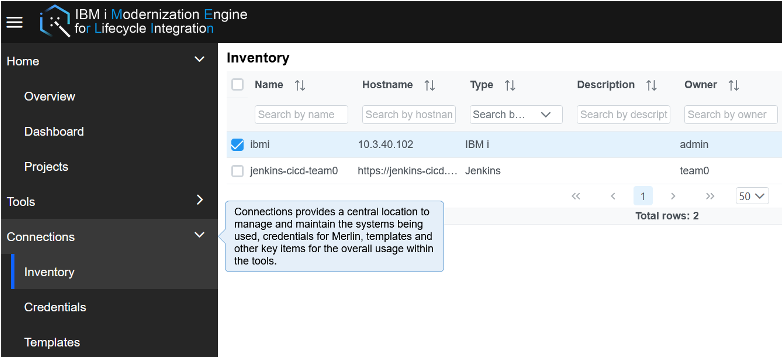 IBM i Modernization Engine
for Lifecycle Integration
Home
Overview
Dashboard
Projects
Tools
Connections
Inventory
Credentials
Templates
Inventory
Name Hostname Type Description Owner
Search by name Search by hostnan Search b... Search by descript Search by owner
ibmi 10.3.40.102 IBM i admin
jenkins-cicd-team0 https://jenkins-cicd.... Jenkins team0
<< < 1 > >> 50
Total rows: 2
Connections provides a central location to
manage and maintain the systems being
used, credentials for Merlin, templates and
other key items for the overall usage within
the tools.